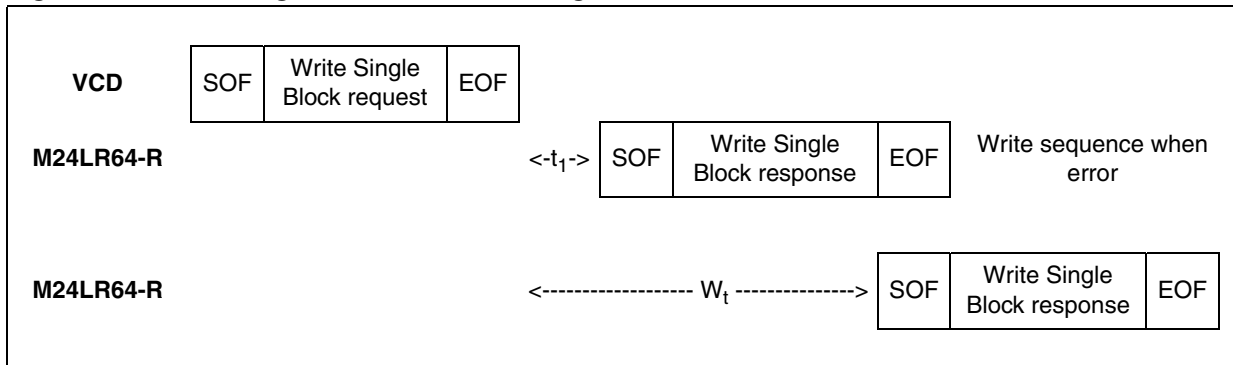 VCD SOF Write Single Block request EOF
M24LR64-R <-t1-> SOF Write Single Block response EOF Write sequence when error
M24LR64-R <------------------- Wt ---------------> SOF Write Single Block response EOF